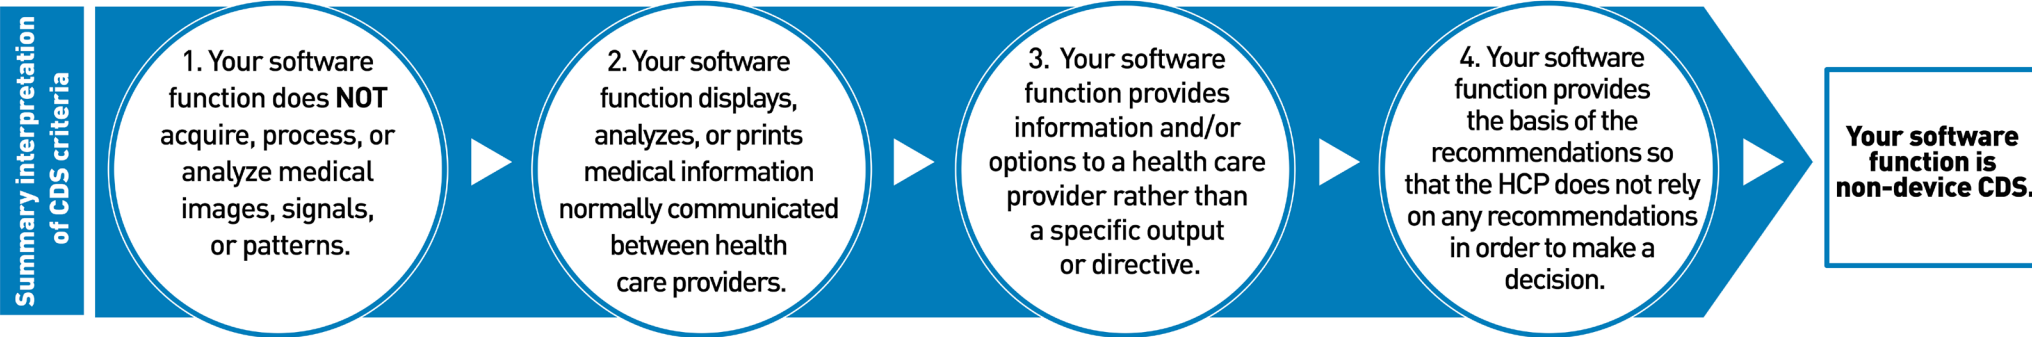 Summary interpretation
of CDS criteria
1. Your software
function does NOT
acquire, process, or
analyze medical
images, signals,
or patterns.
2. Your software
function displays,
analyzes, or prints
medical information
normally communicated
between health
care providers.
3. Your software
function provides
information and/or
options to a health care
provider rather than
a specific output
or directive.
4. Your software
function provides
the basis of the
recommendations so
that the HCP does not rely
on any recommendations
in order to make a
decision.
Your software
function is
non-device CDS.